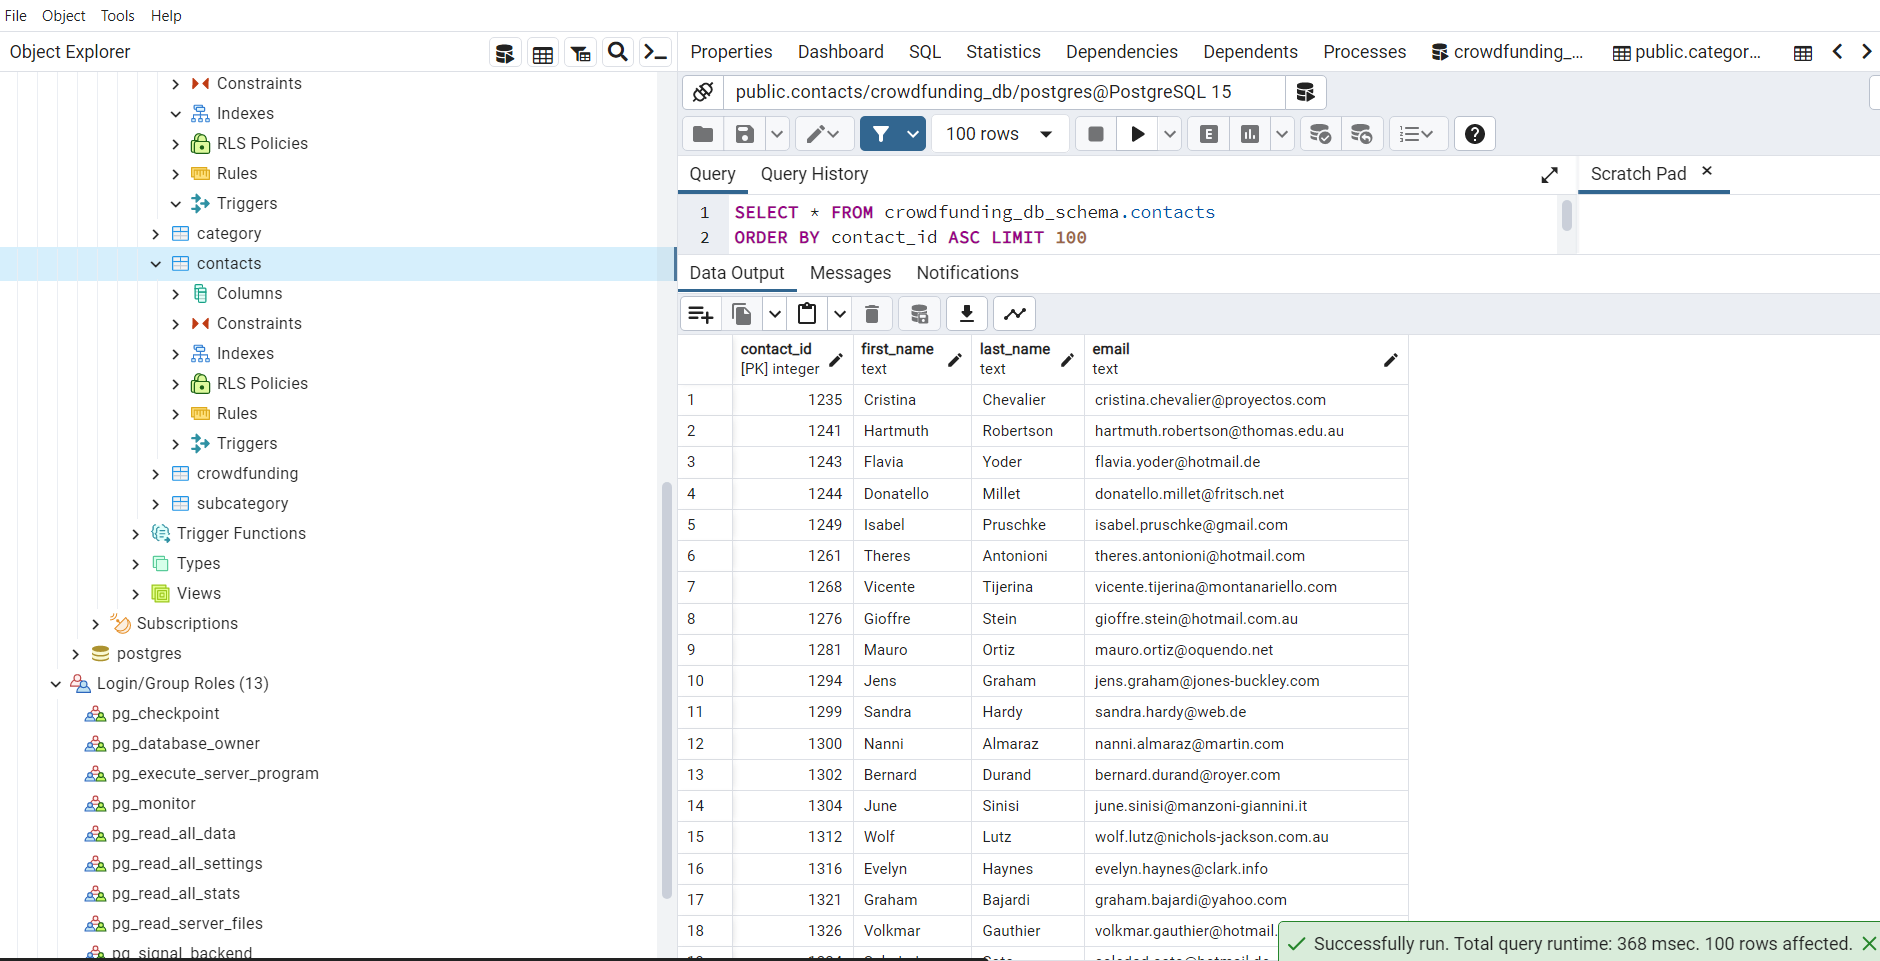 File Object Tools Help
Object Explorer
Constraints
Indexes
RLS Policies
Rules
Triggers
category
contacts
Columns
Constraints
Indexes
RLS Policies
Rules
Triggers
crowdfunding
subcategory
Trigger Functions
Types
Views
Subscriptions
postgres
Login/Group Roles (13)
pg_checkpoint
pg_database_owner
pg_execute_server_program
pg_monitor
pg_read_all_data
pg_read_all_settings
pg_read_all_stats
pg_read_server_files
pg_signal_backend
Properties Dashboard SQL Statistics Dependencies Dependents Processes crowdfunding_... public.categor...
public.contacts/crowdfunding_db/postgres@PostgreSQL 15
100 rows E
Query Query History Scratch Pad
1 SELECT * FROM crowdfunding_db_schema.contacts
2 ORDER BY contact_id ASC LIMIT 100
Data Output Messages Notifications
contact_id first_name last_name email
[PK] integer text text text
1 1235 Cristina Chevalier cristina.chevalier@proyectos.com
2 1241 Hartmuth Robertson hartmuth.robertson@thomas.edu.au
3 1243 Flavia Yoder flavia.yoder@hotmail.de
4 1244 Donatello Millet donatello.millet@fritsch.net
5 1249 Isabel Pruschke isabel.pruschke@gmail.com
6 1261 Theres Antonioni theres.antonioni@hotmail.com
7 1268 Vicente Tijerina vicente.tijerina@montanariello.com
8 1276 Gioffre Stein gioffre.stein@hotmail.com.au
9 1281 Mauro Ortiz mauro.ortiz@oquendo.net
10 1294 Jens Graham jens.graham@jones-buckley.com
11 1299 Sandra Hardy sandra.hardy@web.de
12 1300 Nanni Almaraz nanni.almaraz@martin.com
13 1302 Bernard Durand bernard.durand@royer.com
14 1304 June Sinisi june.sinisi@manzoni-giannini.it
15 1312 Wolf Lutz wolf.lutz@nichols-jackson.com.au
16 1316 Evelyn Haynes evelyn.haynes@clark.info
17 1321 Graham Bajardi graham.bajardi@yahoo.com
18 1326 Volkmar Gauthier volkmar.gauthier@hotmail.
Successfully run. Total query runtime: 368 msec. 100 rows affected.